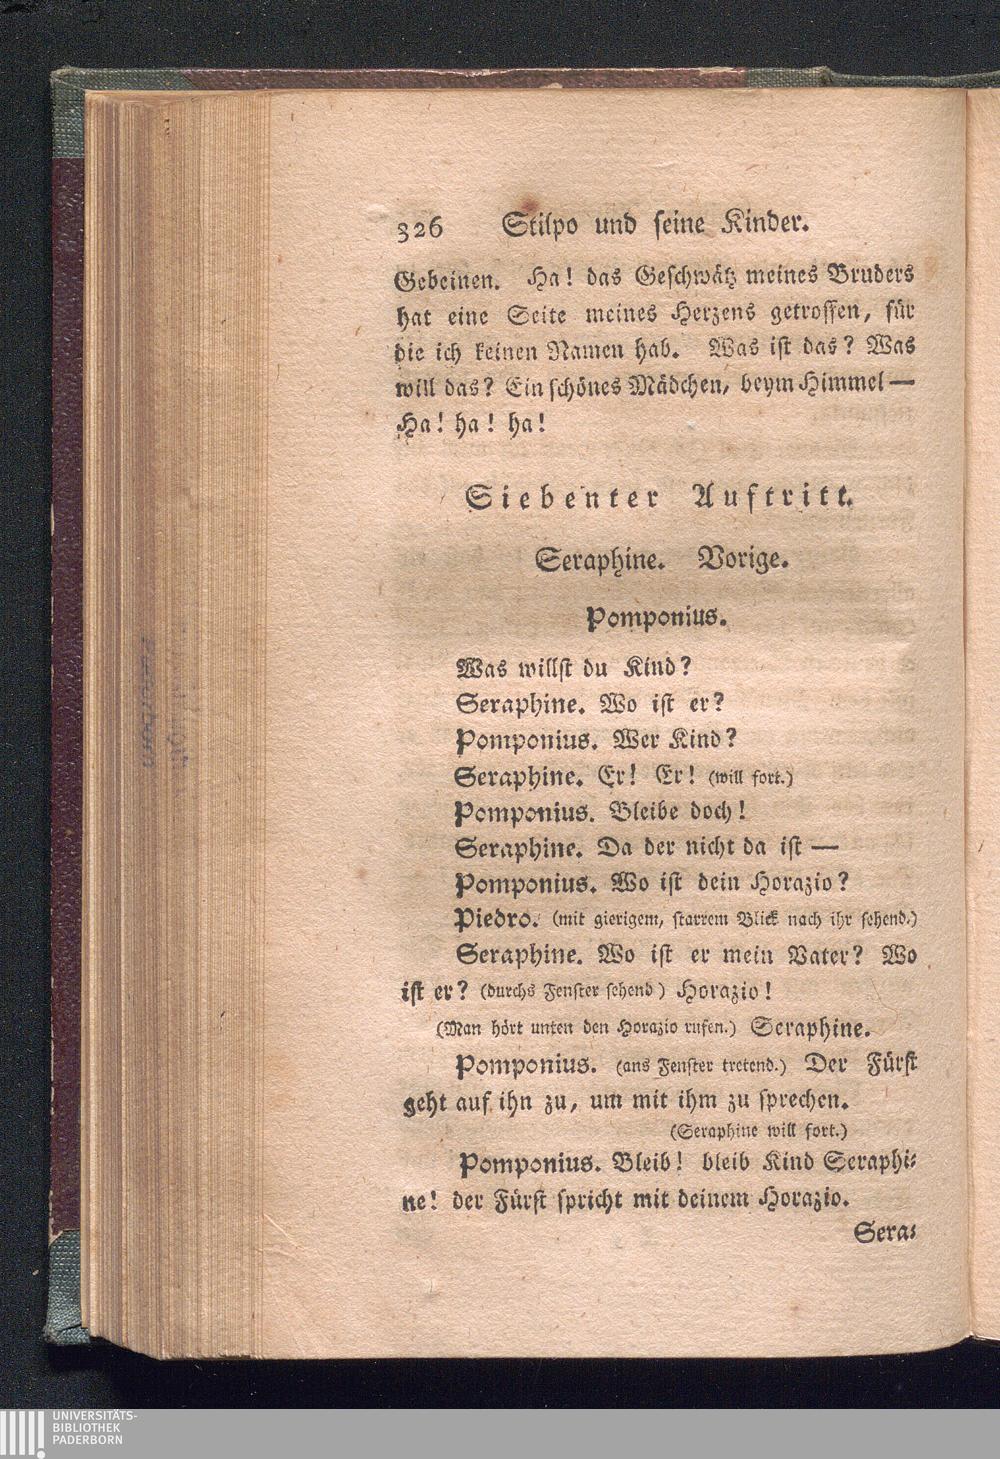 326 Stilpo und ſeine Kinder.
Gebeinen. Ha! das Geſchwätz meines Bruders
hat eine Seite meines Herzens getroffen, für
die ich keinen Namen hab. Was iſt das? Was
will das? Ein ſchönes Mädchen, beym Himmel —
Ha! ha! ha!
Siebenter Auftritt.
Seraphine. Vorige.
Pomponius.
Was willſt du Kind?
Seraphine. Wo iſt er?
Pomponius. Wer Kind?
Seraphine. Er! Er! (will fort.)
Pomponius. Bleibe doch!
Seraphine. Da der nicht da iſt —
Pomponius. Wo iſt dein Horazio?
Piedro. (mit gierigem, ſtarrem Blick nach ihr ſehend.)
Seraphine. Wo iſt er mein Vater? Wo
iſt er? (durchs Fenſter ſehend) Horazio!
(Man hört unten den Horazio rufen.) Seraphine.
Pomponius. (ans Fenſter tretend.) Der Fürſt
geht auf ihn zu, um mit ihm zu ſprechen.
(Seraphine will fort.)
Pomponius. Bleib! bleib Kind Seraphi⸗
ne! der Fürſt ſpricht mit deinem Horazio.
Sera⸗
UNIVERSITÄTS-
BIBLIOTHEK
PADERBORN